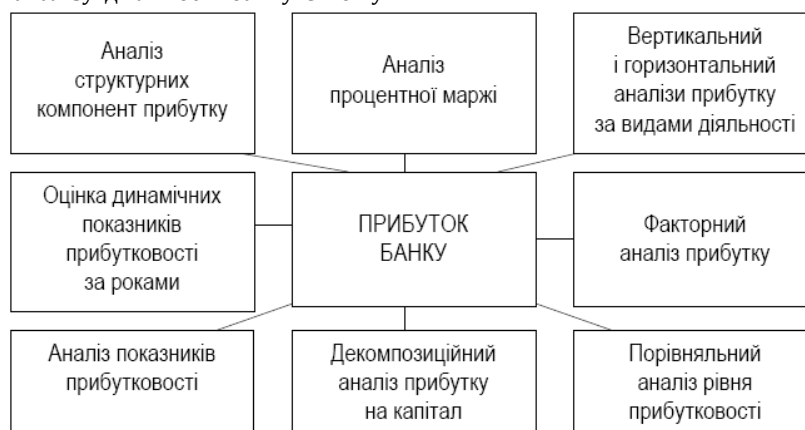 Аналіз
структурних
компонент прибутку
Аналіз
процентної маржі
Вертикальний
і горизонтальний
аналізи прибутку
за видами діяльності
Оцінка динамічних
показників
прибутковості
за роками
ПРИБУТОК
БАНКУ
Факторний
аналіз прибутку
Аналіз показників
прибутковості
Декомпозиційний
аналіз прибутку
на капітал
Порівняльний
аналіз рівня
прибутковості